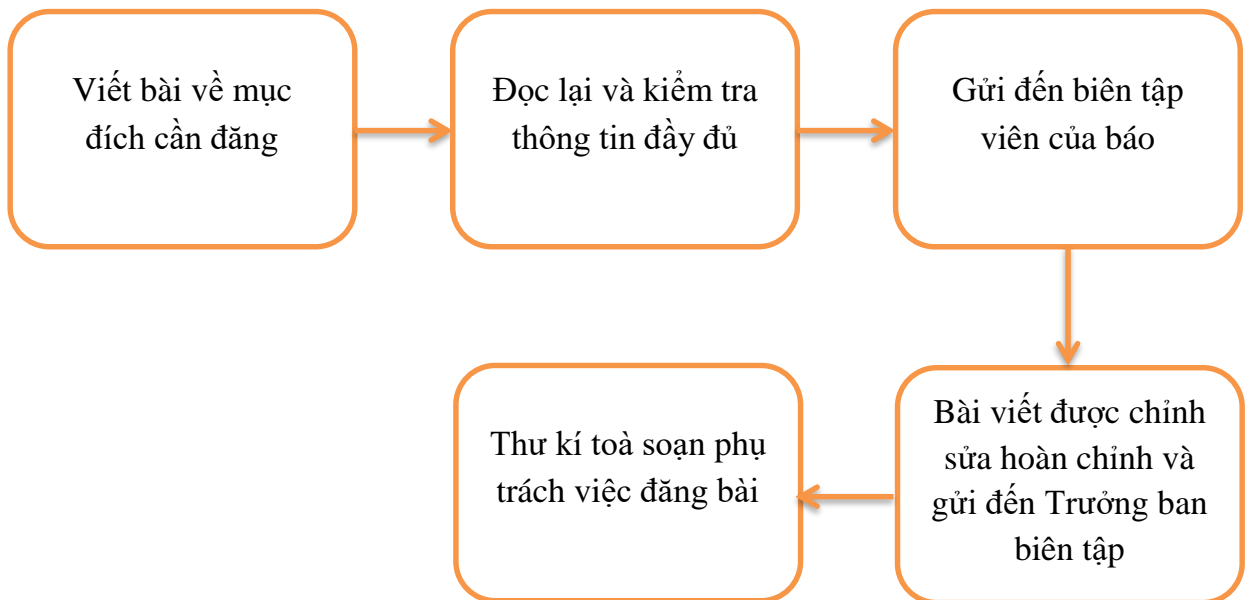 Viết bài về mục
đích cần đăng
Đọc lại và kiểm tra
thông tin đầy đủ
Gửi đến biên tập
viên của báo
Bài viết được chỉnh
sửa hoàn chỉnh và
gửi đến Trưởng ban
biên tập
Thư kí toà soạn phụ
trách việc đăng bài